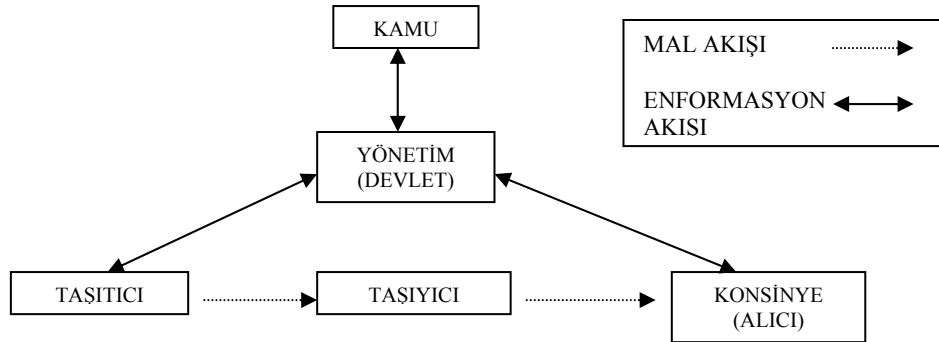 KAMU
MAL AKIŞI
ENFORMASYON
AKISI
YÖNETİM
(DEVLET)
TAŞITICI
TAŞIYICI
KONSİNYE
(ALICI)